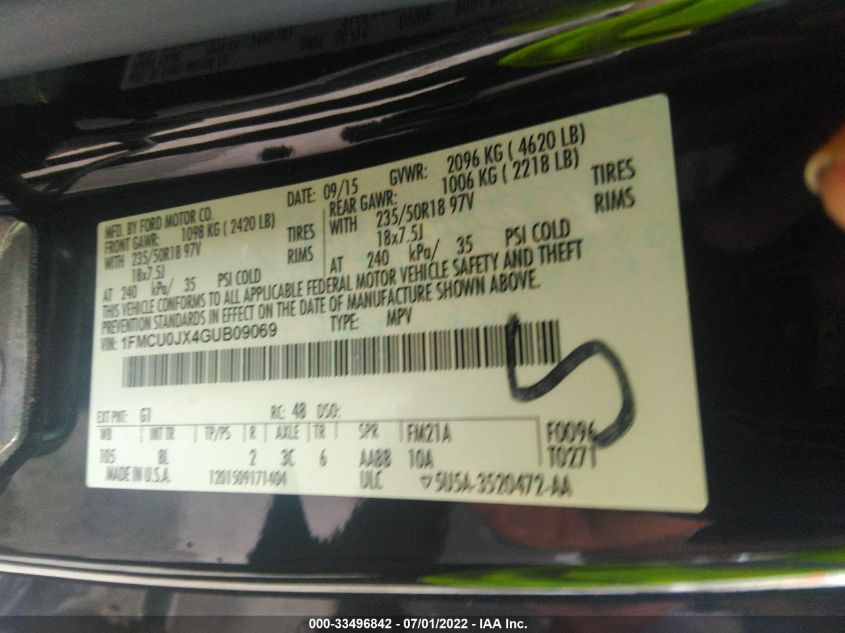 MFD. BY FORD MOTOR CO.
DATE: 09/15 GVWR: 2096 KG ( 4620 LB)
FRONT GAWR: 1098 KG ( 2420 LB)
REAR GAWR: 1006 KG ( 2218 LB)
WITH 235/50R18 97V TIRES
WITH 235/50R18 97V TIRES
18x7.5J RIMS
18x7.5J RIMS
AT 240 kPa/ 35 PSI COLD
AT 240 kPa/ 35 PSI COLD
THIS VEHICLE CONFORMS TO ALL APPLICABLE FEDERAL MOTOR VEHICLE SAFETY AND THEFT
PREVENTION STANDARDS IN EFFECT ON THE DATE OF MANUFACTURE SHOWN ABOVE.
VIN: 1FMCU0JX4GUB09069 TYPE: MPV
EXT PNT: G1 RC: 48 DSO:
WB INT TR TP/PS R AXLE TR SPR FM21A F0096
105 8L 2 3C 6 AABB 10A T0271
MADE IN U.S.A. 1201509171404 ULC 5U5A-3520472-AA
5
000-33496842 - 07/01/2022 - IAA Inc.